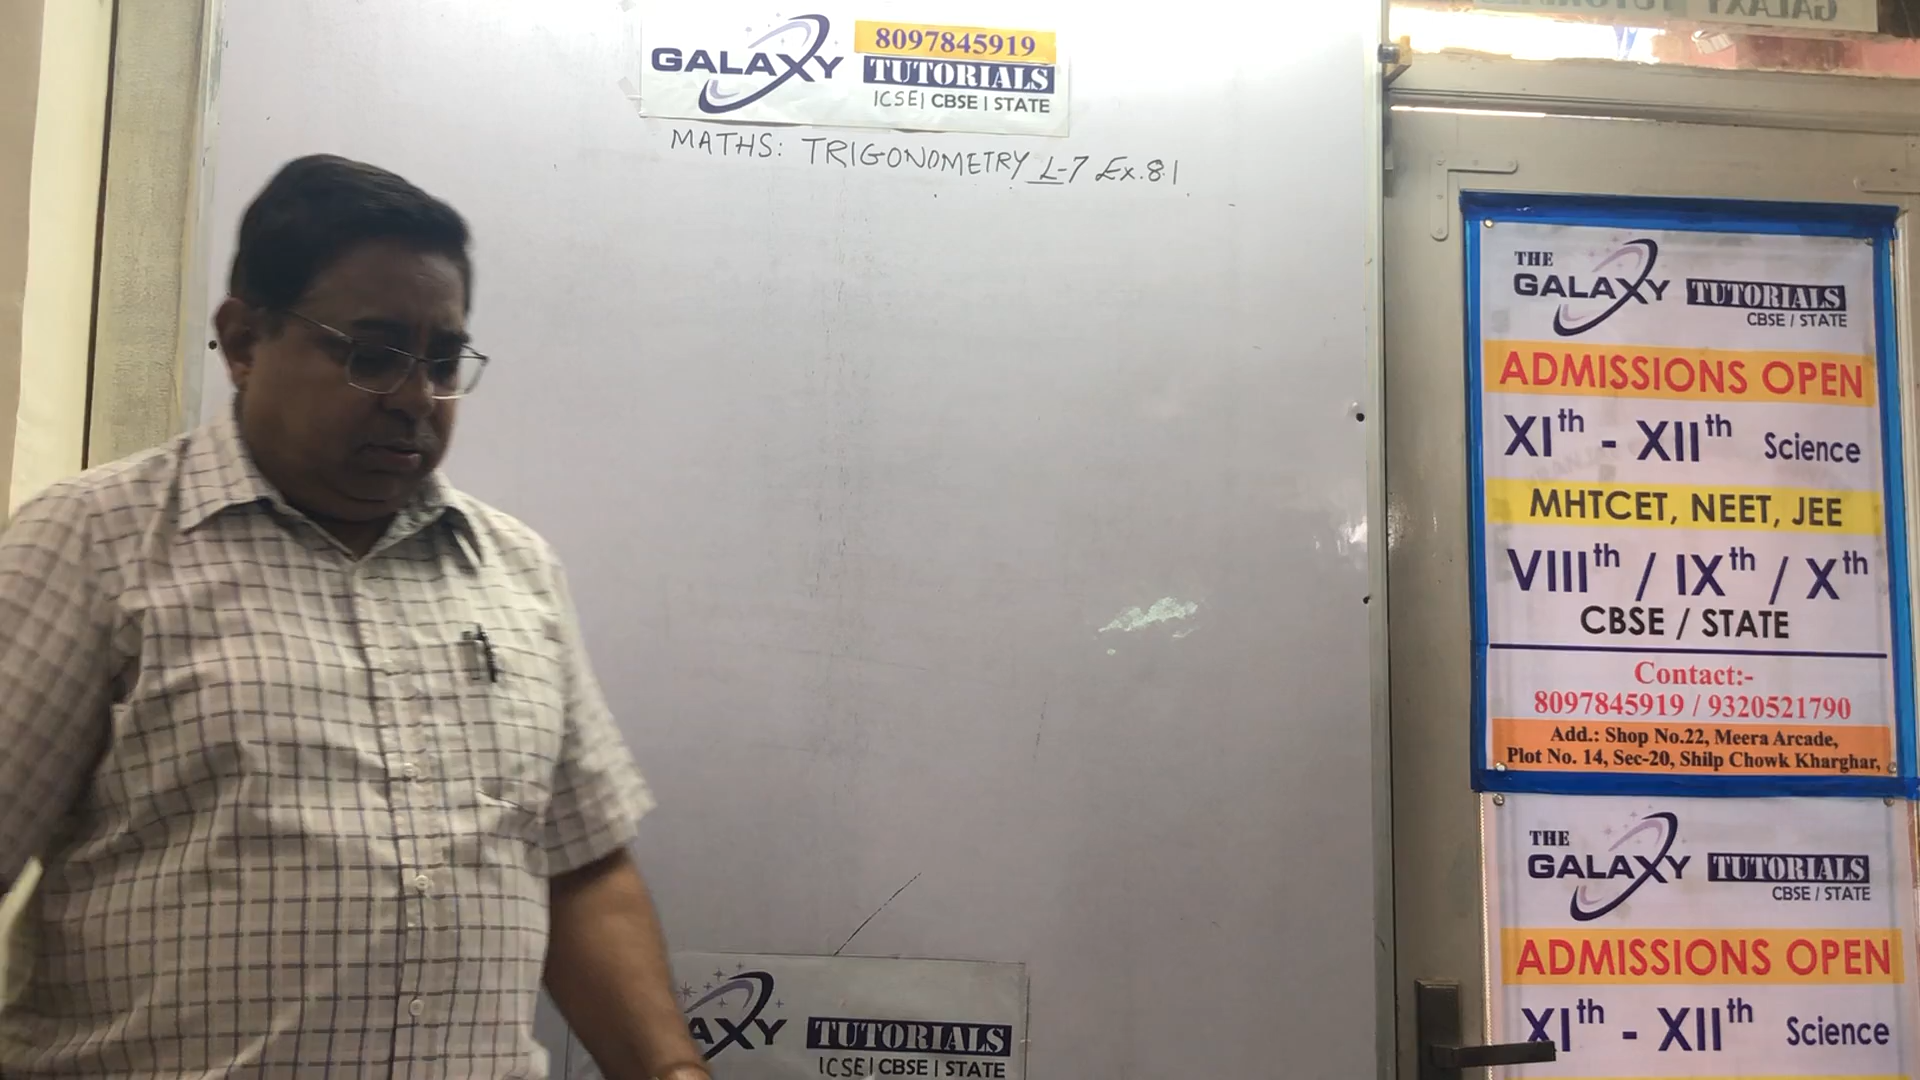 GALAXY
8097845919
TUTORIALS
ICSE| CBSE | STATE
MATHS: TRIGONOMETRY L-7 Ex.8.1
AXY TUTORIALS
ICSE | CBSE | STATE
GALAXY
THE
GALAXY TUTORIALS
CBSE / STATE
ADMISSIONS OPEN
XIth - XIIth Science
MHTCET, NEET, JEE
VIIIth / IXth / Xth
CBSE / STATE
Contact:-
8097845919 / 9320521790
Add.: Shop No.22, Meera Arcade,
Plot No. 14, Sec-20, Shilp Chowk Kharghar,
THE
GALAXY TUTORIALS
CBSE / STATE
ADMISSIONS OPEN
XIth - XIIth Science